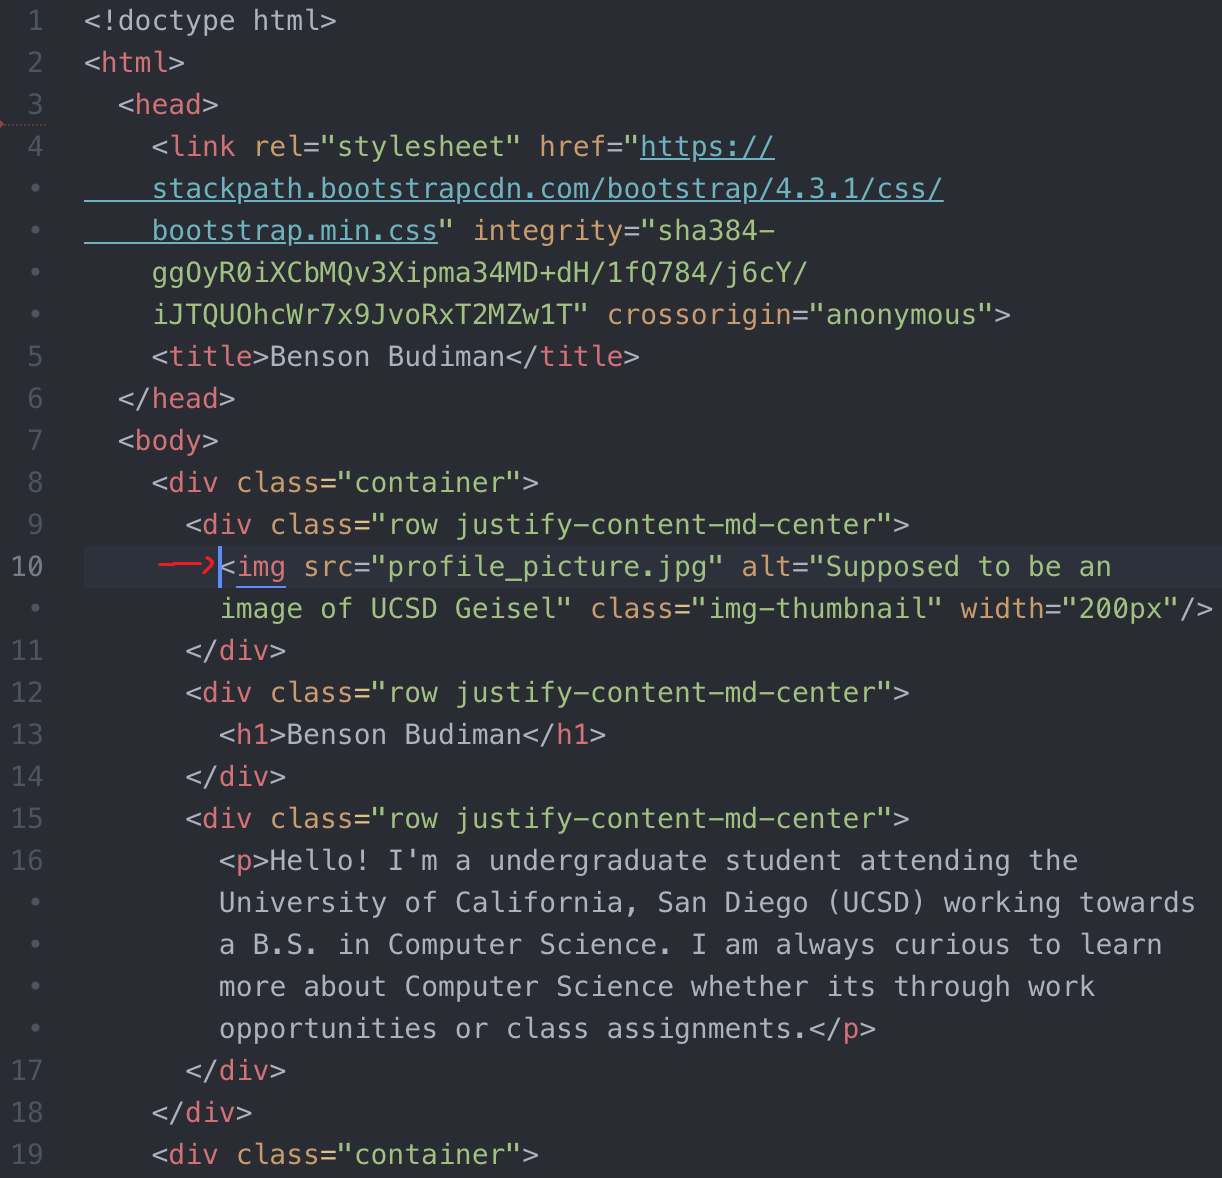 1 <!doctype html>
2 <html>
3 <head>
4 <link rel="stylesheet" href="https://
• stackpath.bootstrapcdn.com/bootstrap/4.3.1/css/
• bootstrap.min.css" integrity="sha384-
• ggOyR0iXCbMQv3Xipma34MD+dH/1fQ784/j6cY/
• iJTQUOhcWr7x9JvoRxT2MZw1T" crossorigin="anonymous">
5 <title>Benson Budiman</title>
6 </head>
7 <body>
8 <div class="container">
9 <div class="row justify-content-md-center">
10 <img src="profile_picture.jpg" alt="Supposed to be an
• image of UCSD Geisel" class="img-thumbnail" width="200px"/>
11 </div>
12 <div class="row justify-content-md-center">
13 <h1>Benson Budiman</h1>
14 </div>
15 <div class="row justify-content-md-center">
16 <p>Hello! I'm a undergraduate student attending the
• University of California, San Diego (UCSD) working towards
• a B.S. in Computer Science. I am always curious to learn
• more about Computer Science whether its through work
• opportunities or class assignments.</p>
17 </div>
18 </div>
19 <div class="container">